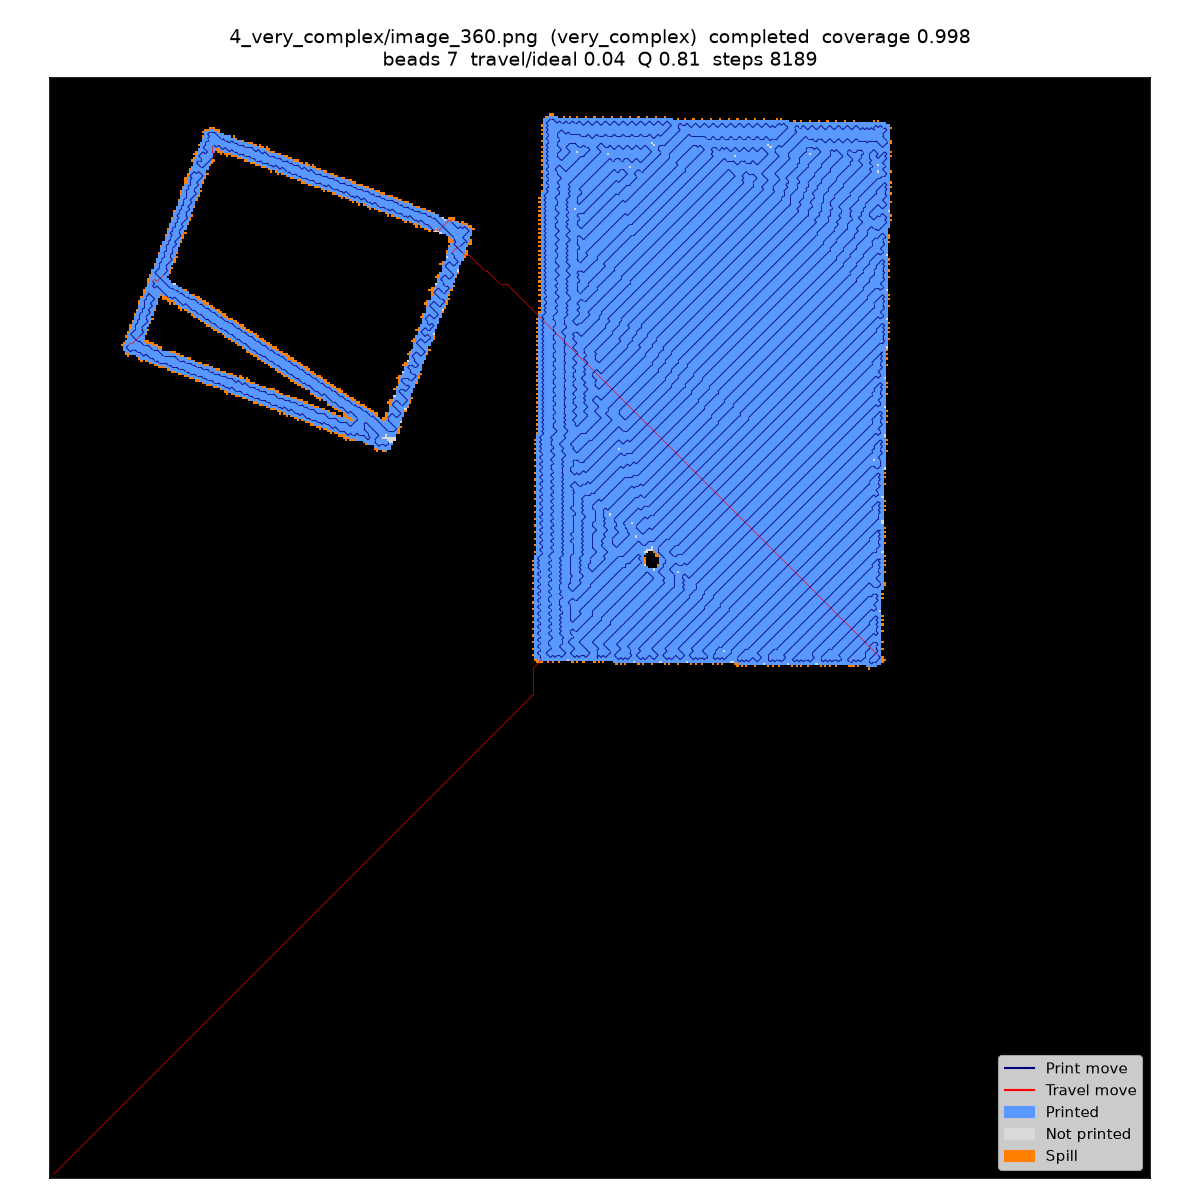 4_very_complex/image_360.png  (very_complex)  completed  coverage 0.998
beads 7  travel/ideal 0.04  Q 0.81  steps 8189
Print move
Travel move
Printed
Not printed
Spill